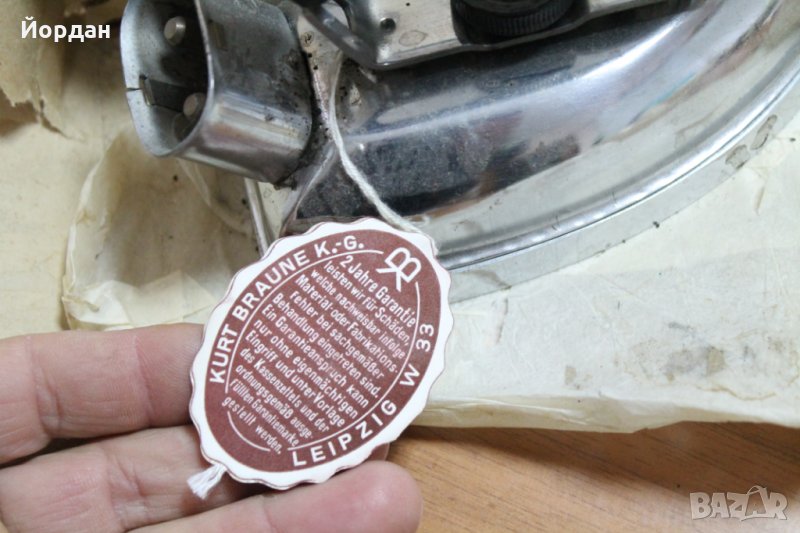 Йордан
KURT BRAUNE K.-G.
2 Jahre Garantie
leisten wir für Schäden,
welche nachweisbar infolge
Material oder Fabrikations-
fehler bei sachgemäßer
Behandlung eingetreten sind.
Ein Garantieanspruch kann
nur ohne eigenmächtigen
Eingriff und unter Vorlage
des Kassenzettels und der
ordnungsgemäß ausge-
füllten Garantiemarke
gestellt werden.
LEIPZIG W 33
BAZAR